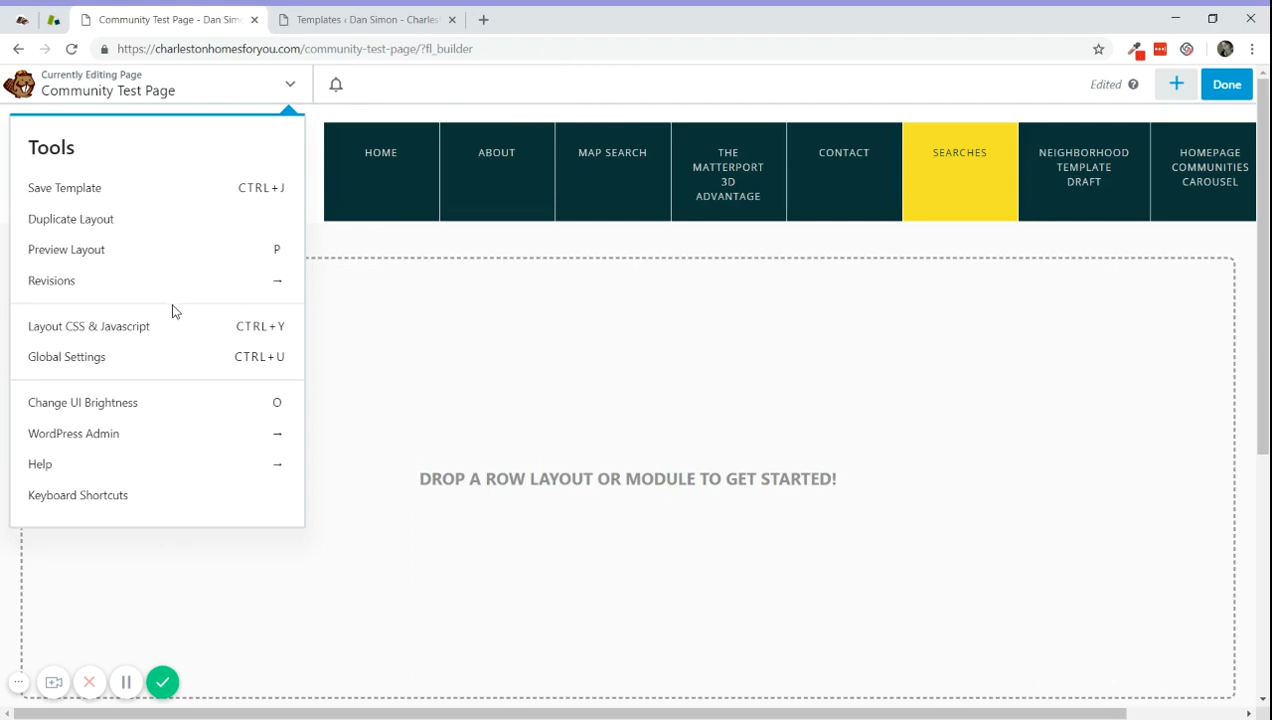 Community Test Page - Dan Sim
Templates ‹ Dan Simon - Charles
https://charlestonhomesforyou.com/community-test-page/?fl_builder
Currently Editing Page
Community Test Page
Edited
Done
Tools
Save Template CTRL+J
Duplicate Layout
Preview Layout P
Revisions →
Layout CSS & Javascript CTRL+Y
Global Settings CTRL+U
Change UI Brightness O
WordPress Admin →
Help →
Keyboard Shortcuts
HOME
ABOUT
MAP SEARCH
THE
MATTERPORT
3D
ADVANTAGE
CONTACT
SEARCHES
NEIGHBORHOOD
TEMPLATE
DRAFT
HOMEPAGE
COMMUNITIES
CAROUSEL
DROP A ROW LAYOUT OR MODULE TO GET STARTED!